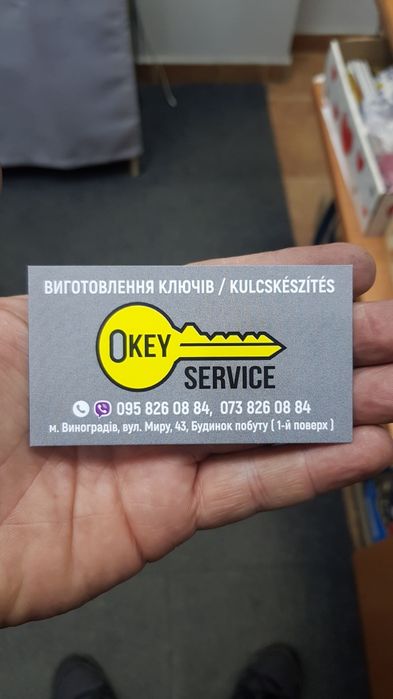 ВИГОТОВЛЕННЯ КЛЮЧІВ / KULCSKÉSZÍTÉS
OKEY
SERVICE
095 826 08 84, 073 826 08 84
м. Виноградів, вул. Миру, 43, Будинок побуту ( 1-й поверх )